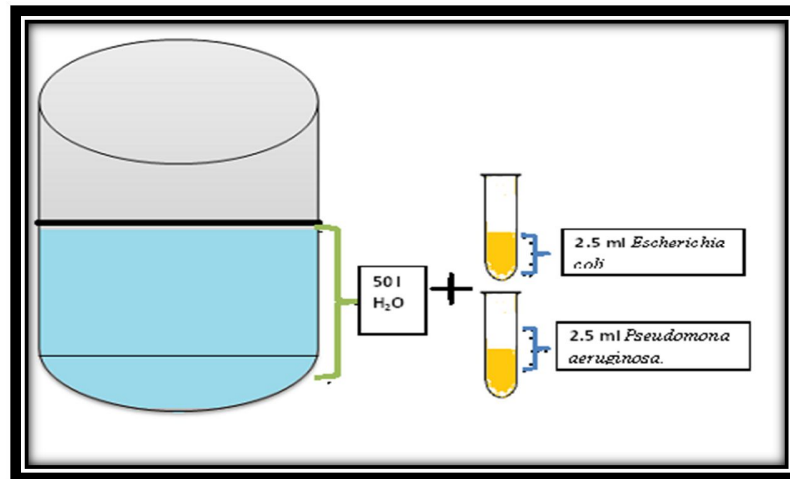 50 l
H₂O
2.5 ml Escherichia
coli
2.5 ml Pseudomona
aeruginosa.